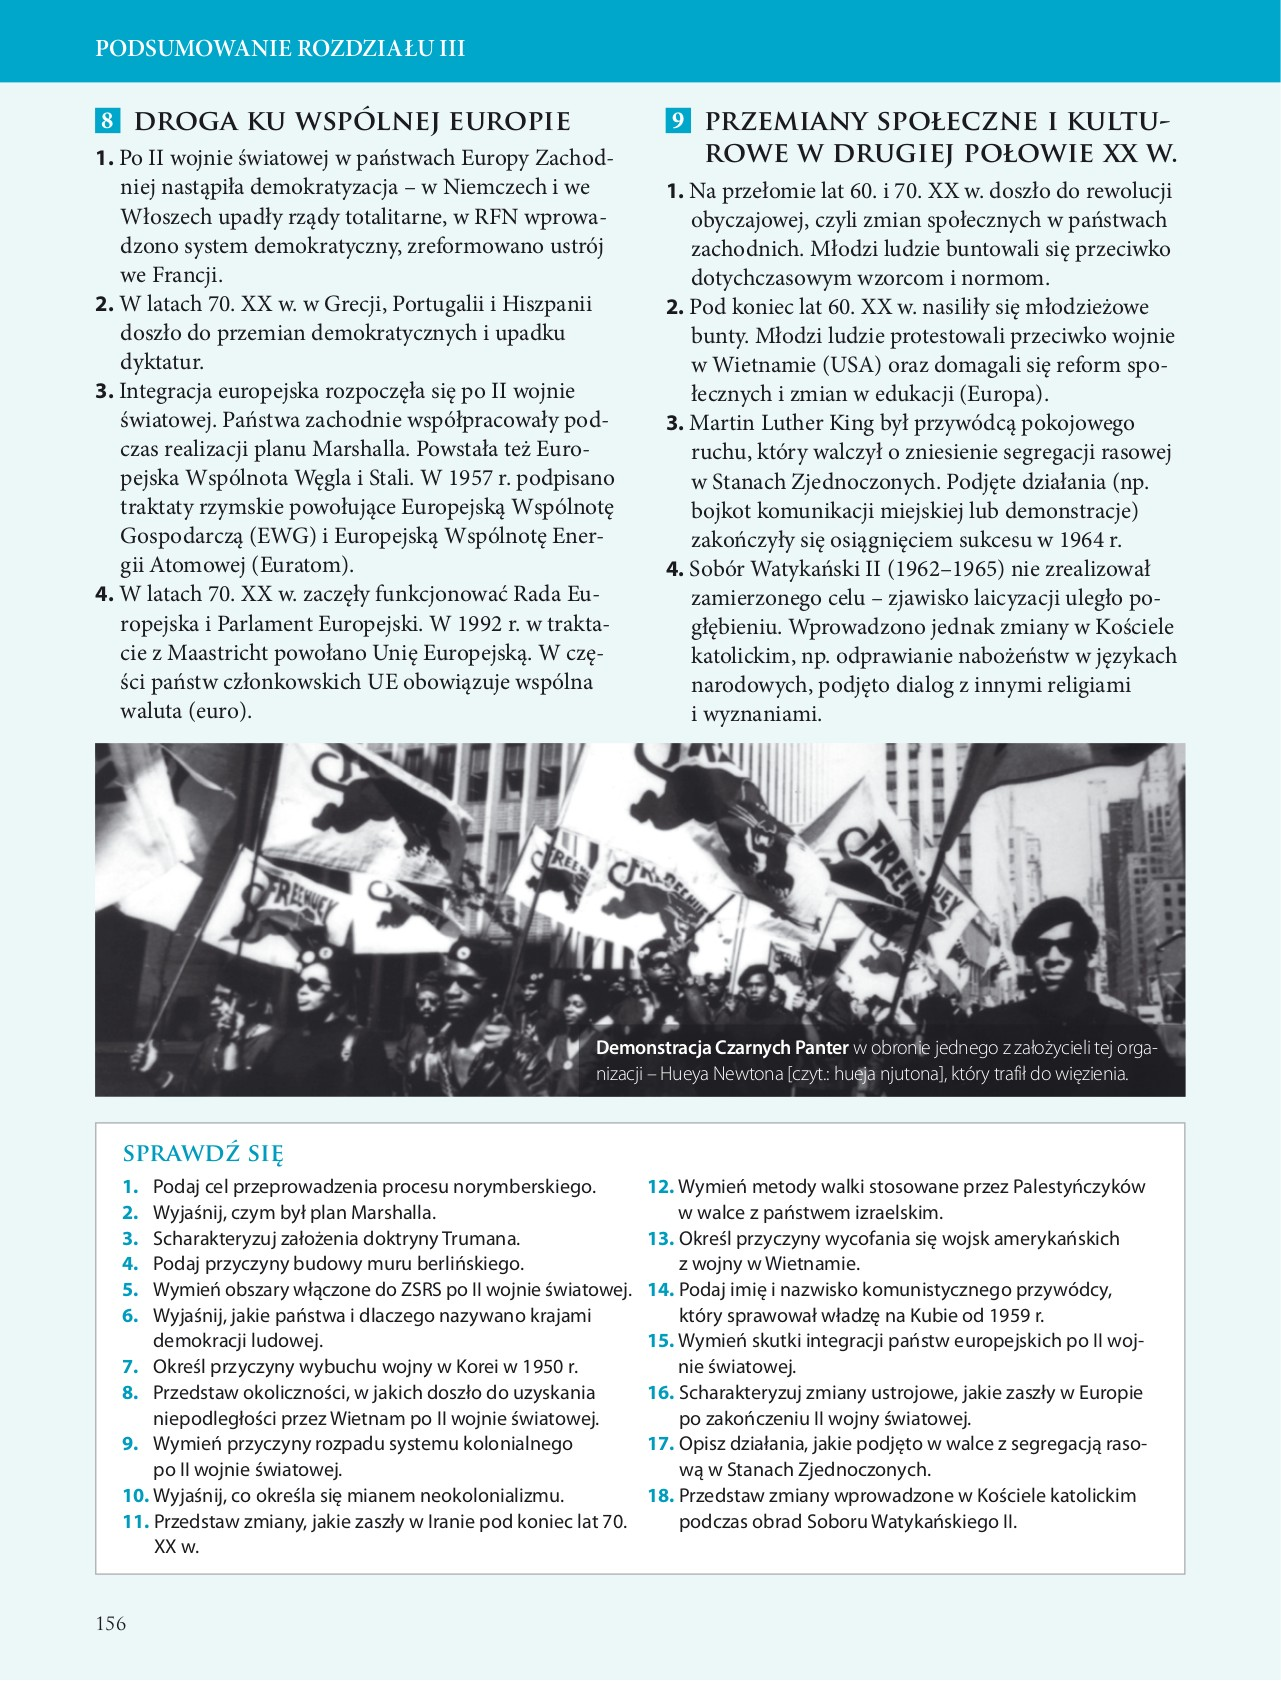 PODSUMOWANIE ROZDZIAŁU III
8 DROGA KU WSPÓLNEJ EUROPIE
1. Po II wojnie światowej w państwach Europy Zachod-
niej nastąpiła demokratyzacja – w Niemczech i we
Włoszech upadły rządy totalitarne, w RFN wprowa-
dzono system demokratyczny, zreformowano ustrój
we Francji.
2. W latach 70. XX w. w Grecji, Portugalii i Hiszpanii
doszło do przemian demokratycznych i upadku
dyktatur.
3. Integracja europejska rozpoczęła się po II wojnie
światowej. Państwa zachodnie współpracowały pod-
czas realizacji planu Marshalla. Powstała też Euro-
pejska Wspólnota Węgla i Stali. W 1957 r. podpisano
traktaty rzymskie powołujące Europejską Wspólnotę
Gospodarczą (EWG) i Europejską Wspólnotę Ener-
gii Atomowej (Euratom).
4. W latach 70. XX w. zaczęły funkcjonować Rada Eu-
ropejska i Parlament Europejski. W 1992 r. w trakta-
cie z Maastricht powołano Unię Europejską. W czę-
ści państw członkowskich UE obowiązuje wspólna
waluta (euro).
9 PRZEMIANY SPOŁECZNE I KULTU-
ROWE W DRUGIEJ POŁOWIE XX W.
1. Na przełomie lat 60. i 70. XX w. doszło do rewolucji
obyczajowej, czyli zmian społecznych w państwach
zachodnich. Młodzi ludzie buntowali się przeciwko
dotychczasowym wzorcom i normom.
2. Pod koniec lat 60. XX w. nasiliły się młodzieżowe
bunty. Młodzi ludzie protestowali przeciwko wojnie
w Wietnamie (USA) oraz domagali się reform spo-
łecznych i zmian w edukacji (Europa).
3. Martin Luther King był przywódcą pokojowego
ruchu, który walczył o zniesienie segregacji rasowej
w Stanach Zjednoczonych. Podjęte działania (np.
bojkot komunikacji miejskiej lub demonstracje)
zakończyły się osiągnięciem sukcesu w 1964 r.
4. Sobór Watykański II (1962–1965) nie zrealizował
zamierzonego celu – zjawisko laicyzacji uległo po-
głębieniu. Wprowadzono jednak zmiany w Kościele
katolickim, np. odprawianie nabożeństw w językach
narodowych, podjęto dialog z innymi religiami
i wyznaniami.
FREE HUEY
FREE
FREE HUEY
FREE HUEY
Demonstracja Czarnych Panter w obronie jednego z założycieli tej orga-
nizacji – Hueya Newtona [czyt.: hueja njutona], który trafił do więzienia.
SPRAWDŹ SIĘ
1. Podaj cel przeprowadzenia procesu norymberskiego.
2. Wyjaśnij, czym był plan Marshalla.
3. Scharakteryzuj założenia doktryny Trumana.
4. Podaj przyczyny budowy muru berlińskiego.
5. Wymień obszary włączone do ZSRS po II wojnie światowej.
6. Wyjaśnij, jakie państwa i dlaczego nazywano krajami
demokracji ludowej.
7. Określ przyczyny wybuchu wojny w Korei w 1950 r.
8. Przedstaw okoliczności, w jakich doszło do uzyskania
niepodległości przez Wietnam po II wojnie światowej.
9. Wymień przyczyny rozpadu systemu kolonialnego
po II wojnie światowej.
10. Wyjaśnij, co określa się mianem neokolonializmu.
11. Przedstaw zmiany, jakie zaszły w Iranie pod koniec lat 70.
XX w.
12. Wymień metody walki stosowane przez Palestyńczyków
w walce z państwem izraelskim.
13. Określ przyczyny wycofania się wojsk amerykańskich
z wojny w Wietnamie.
14. Podaj imię i nazwisko komunistycznego przywódcy,
który sprawował władzę na Kubie od 1959 r.
15. Wymień skutki integracji państw europejskich po II woj-
nie światowej.
16. Scharakteryzuj zmiany ustrojowe, jakie zaszły w Europie
po zakończeniu II wojny światowej.
17. Opisz działania, jakie podjęto w walce z segregacją raso-
wą w Stanach Zjednoczonych.
18. Przedstaw zmiany wprowadzone w Kościele katolickim
podczas obrad Soboru Watykańskiego II.
156